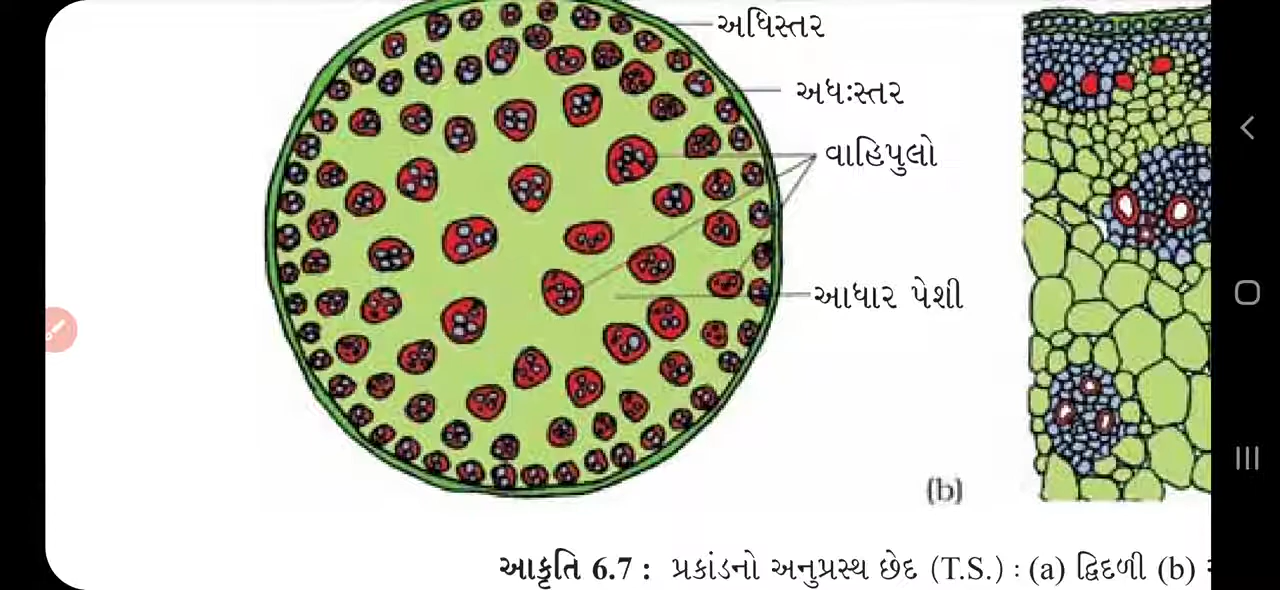 અધિસ્તર
અધઃસ્તર
વાહિપુલો
આધાર પેશી
(b)
આકૃતિ 6.7 : પ્રકાંડનો અનુપ્રસ્થ છેદ (T.S.) : (a) દ્વિદળી (b)